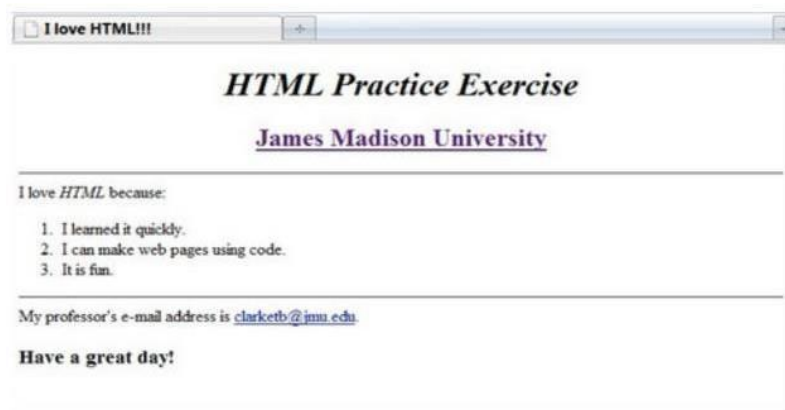 I love HTML!!!
HTML Practice Exercise
James Madison University
I love HTML because:
1. I learned it quickly.
2. I can make web pages using code.
3. It is fun.
My professor's e-mail address is clarketb@jmu.edu.
Have a great day!